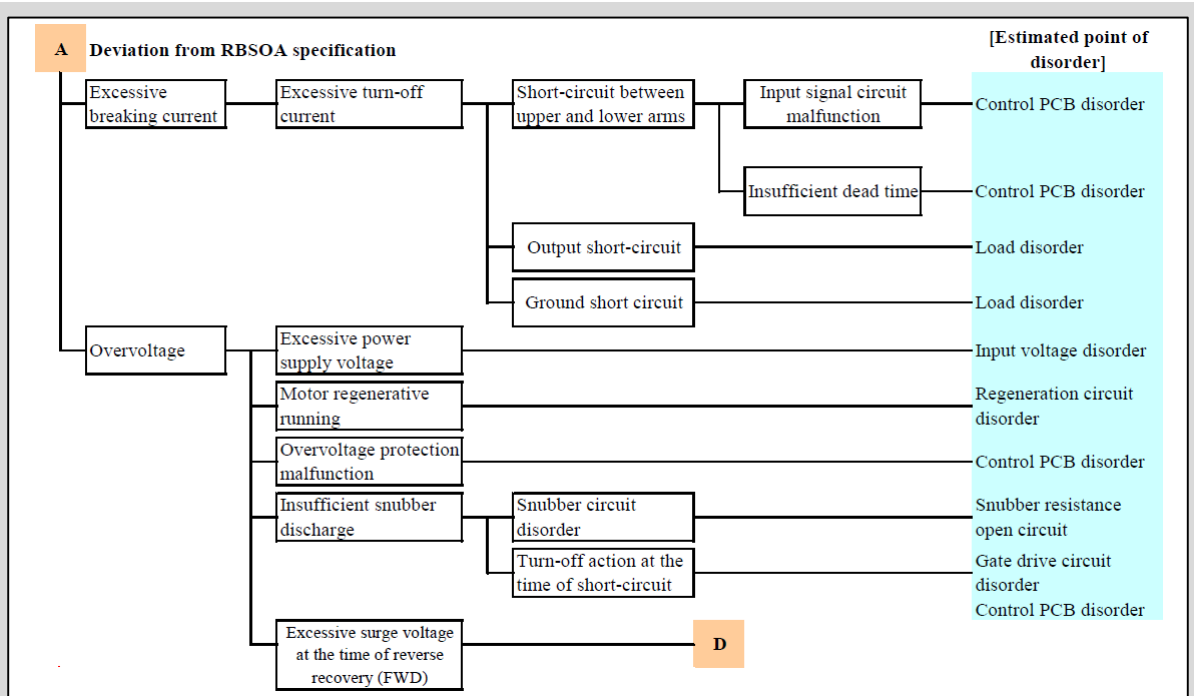 A Deviation from RBSOA specification
[Estimated point of
disorder]
Excessive
breaking current
Excessive turn-off
current
Short-circuit between
upper and lower arms
Input signal circuit
malfunction
Control PCB disorder
Insufficient dead time
Control PCB disorder
Output short-circuit
Load disorder
Ground short circuit
Load disorder
Overvoltage
Excessive power
supply voltage
Input voltage disorder
Motor regenerative
running
Regeneration circuit
disorder
Overvoltage protection
malfunction
Control PCB disorder
Insufficient snubber
discharge
Snubber circuit
disorder
Snubber resistance
open circuit
Turn-off action at the
time of short-circuit
Gate drive circuit
disorder
Control PCB disorder
Excessive surge voltage
at the time of reverse
recovery (FWD)
D